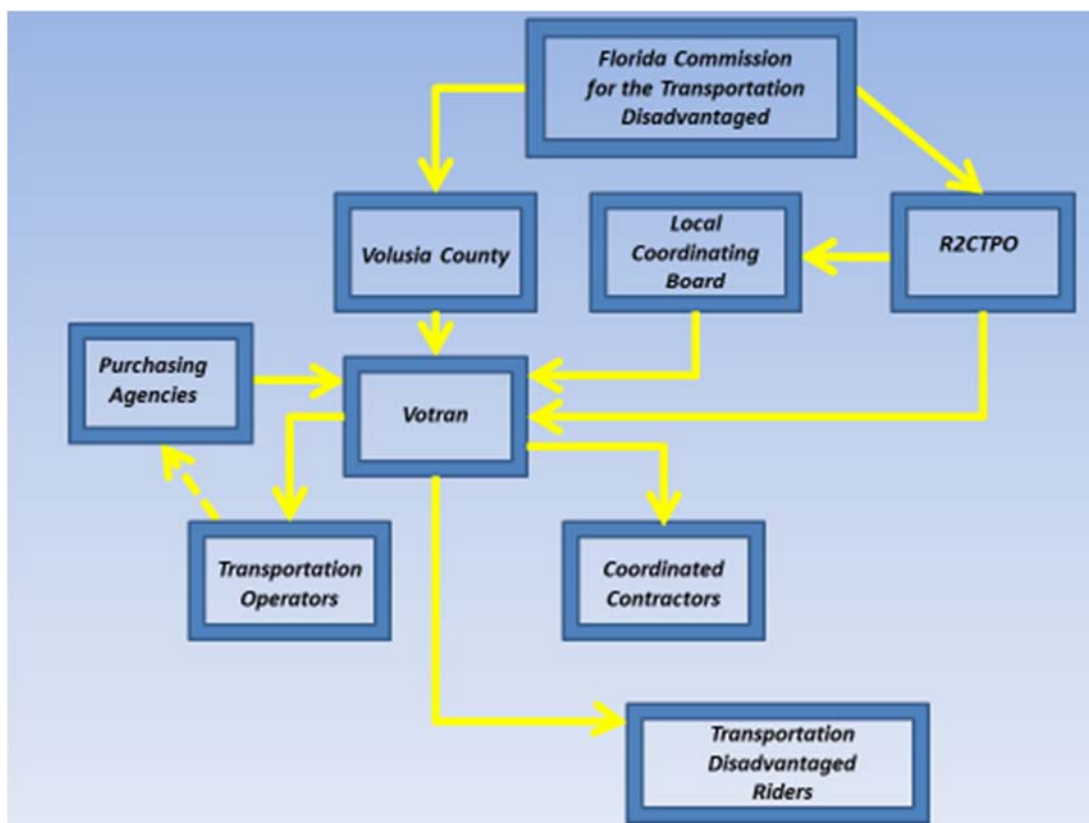 Florida Commission
for the Transportation
Disadvantaged
Volusia County
Local
Coordinating
Board
R2CTPO
Purchasing
Agencies
Votran
Transportation
Operators
Coordinated
Contractors
Transportation
Disadvantaged
Riders